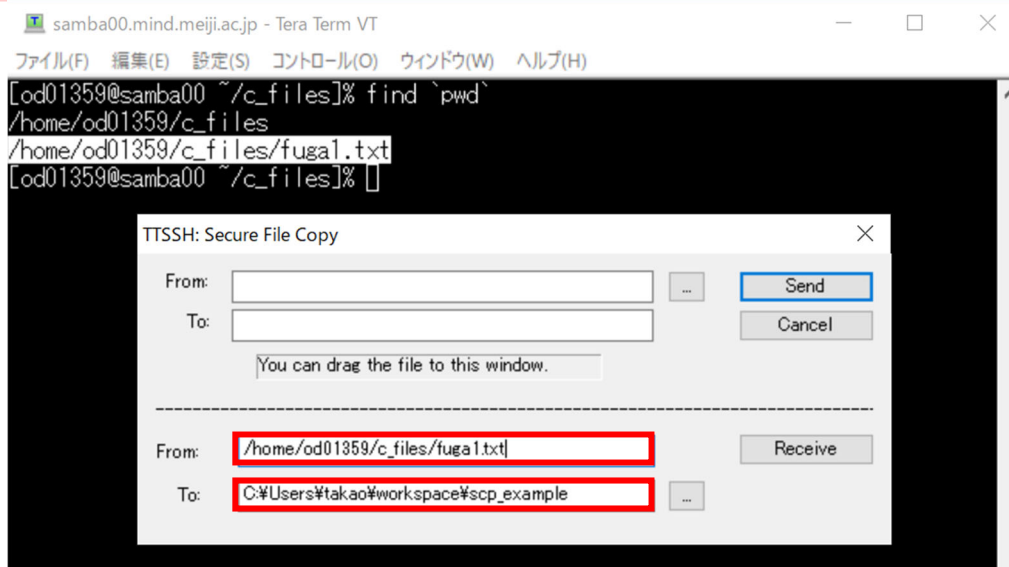 samba00.mind.meiji.ac.jp - Tera Term VT
ファイル(F) 編集(E) 設定(S) コントロール(O) ウィンドウ(W) ヘルプ(H)
[od01359@samba00 ~/c_files]% find `pwd`
/home/od01359/c_files
/home/od01359/c_files/fuga1.txt
[od01359@samba00 ~/c_files]%
TTSSH: Secure File Copy
From:
...
Send
To:
Cancel
You can drag the file to this window.
From:
/home/od01359/c_files/fuga1.txt
Receive
To:
C:¥Users¥takao¥workspace¥scp_example
...